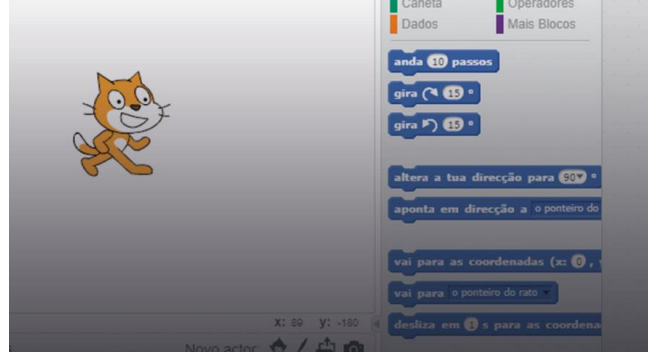 Caneta Operadores
Dados Mais Blocos
anda 10 passos
gira 15 °
gira 15 °
altera a tua direcção para 90 °
aponta em direcção a o ponteiro do
vai para as coordenadas (x: 0 ,
vai para o ponteiro do rato
x: 89 y: -180
desliza em 1 s para as coordena
Novo actor: